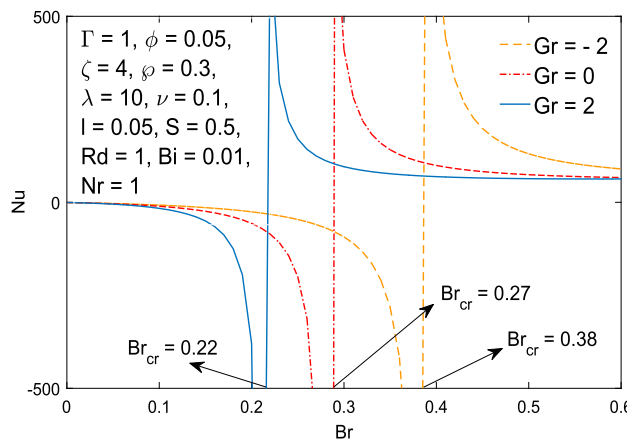 500
Γ = 1, ϕ = 0.05,
ζ = 4, ℘ = 0.3,
λ = 10, ν = 0.1,
l = 0.05, S = 0.5,
Rd = 1, Bi = 0.01,
Nr = 1
Gr = - 2
Gr = 0
Gr = 2
Nu
0
Br_cr = 0.27
Br_cr = 0.22
Br_cr = 0.38
-500
0 0.1 0.2 0.3 0.4 0.5 0.6
Br